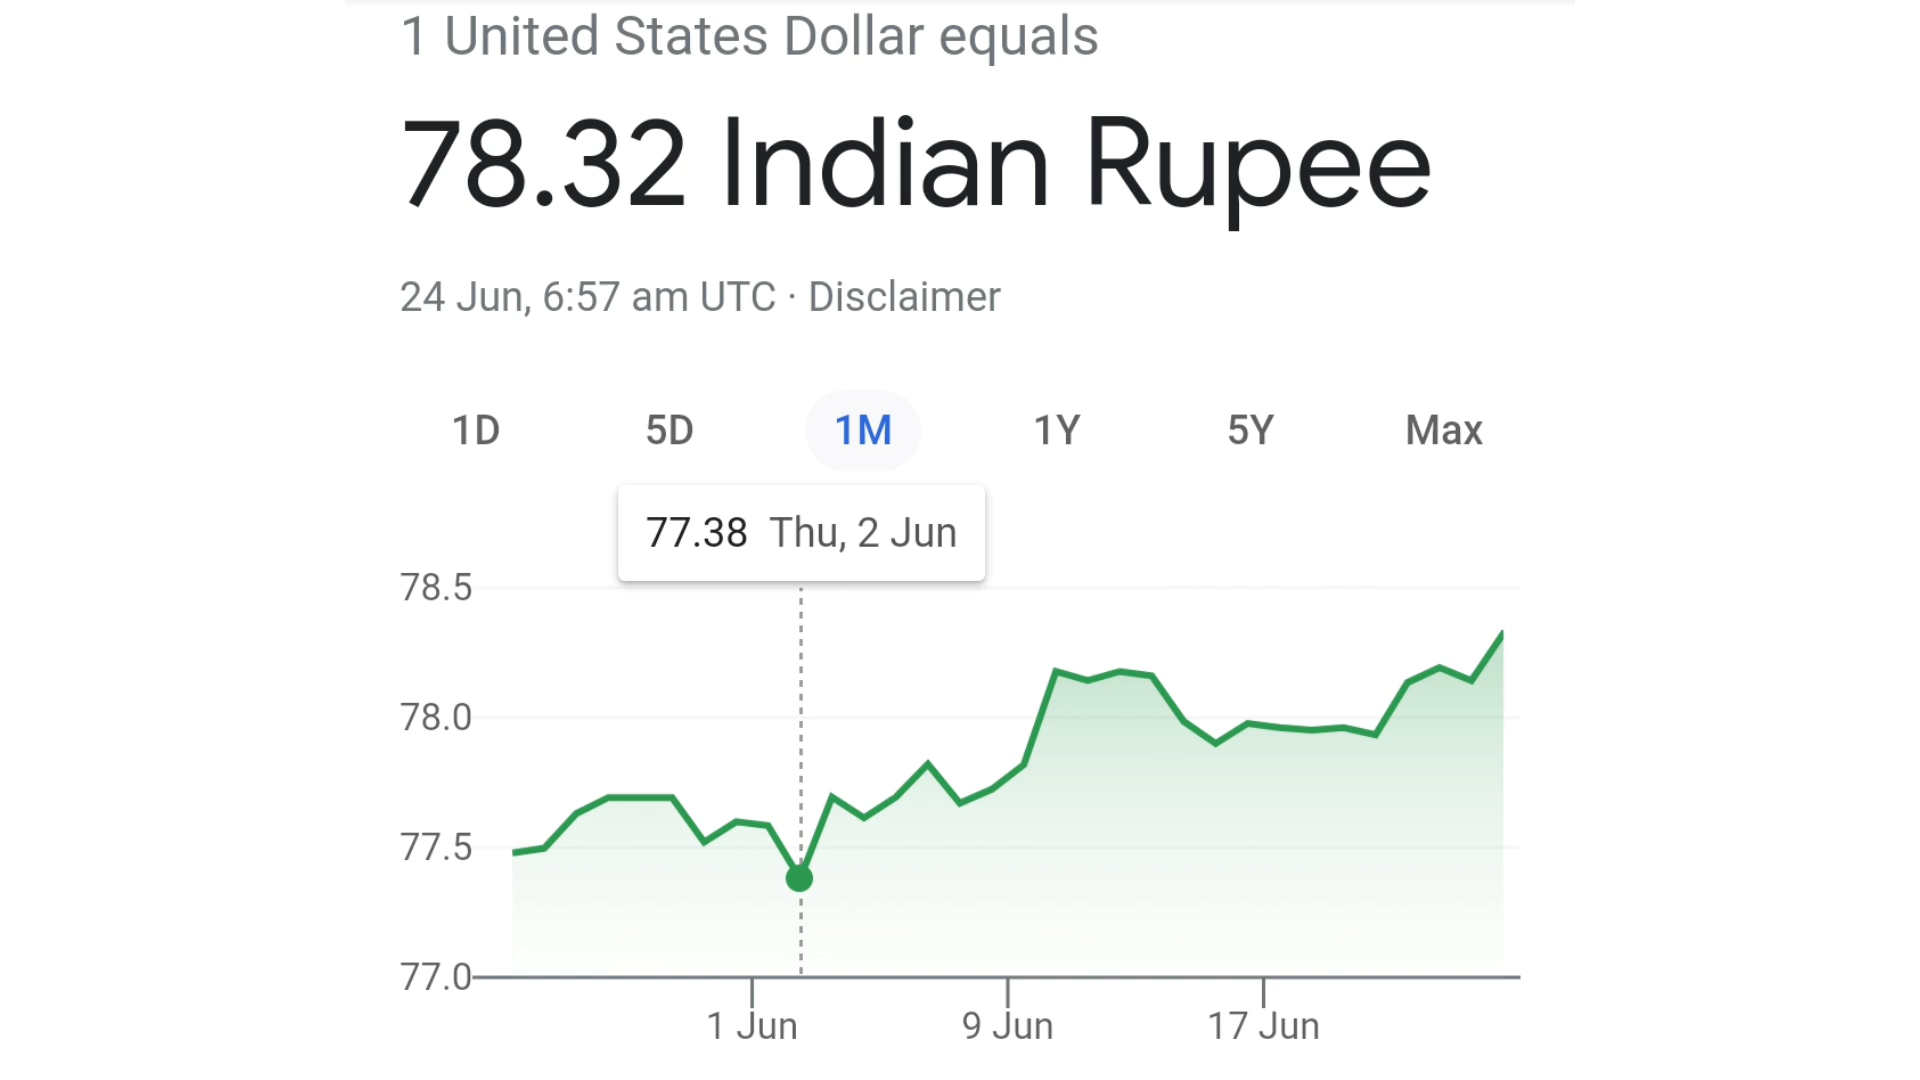 1 United States Dollar equals
78.32 Indian Rupee
24 Jun, 6:57 am UTC · Disclaimer
1D 5D 1M 1Y 5Y Max
77.38 Thu, 2 Jun
78.5
78.0
77.5
77.0
1 Jun 9 Jun 17 Jun